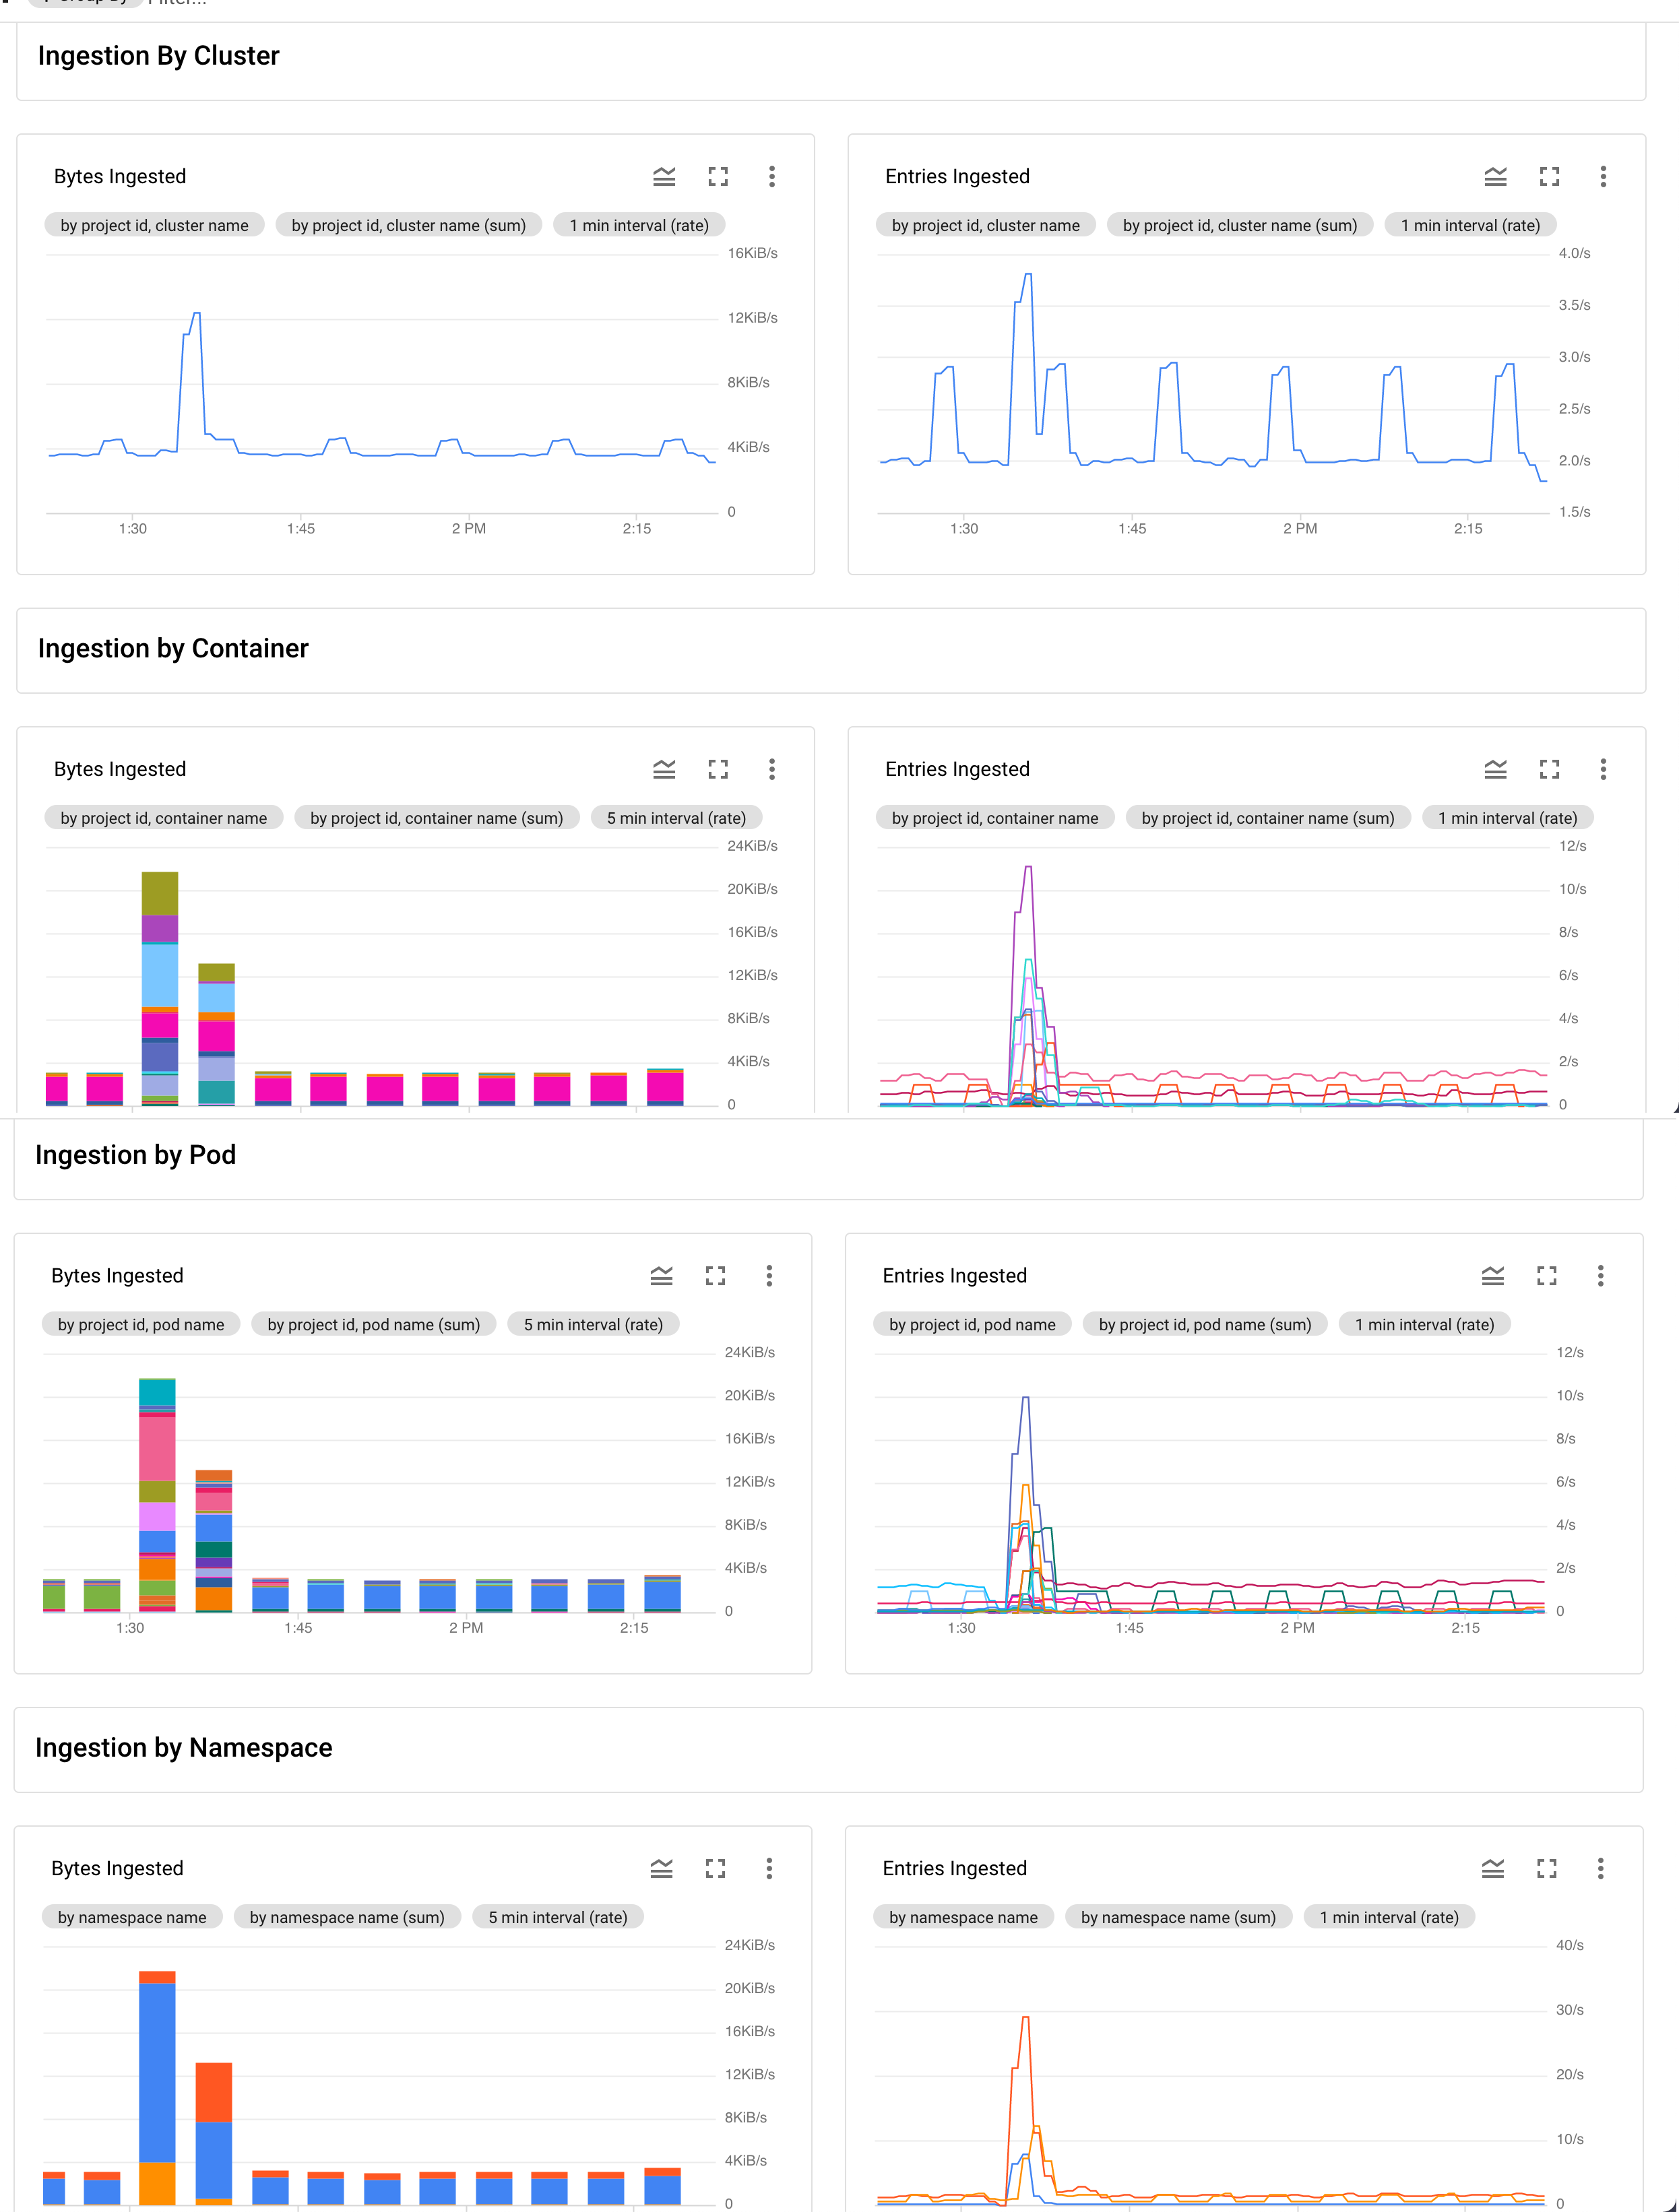 Ingestion By Cluster
Bytes Ingested
by project id, cluster name by project id, cluster name (sum) 1 min interval (rate)
16KiB/s
12KiB/s
8KiB/s
4KiB/s
0
1:30 1:45 2 PM 2:15
Entries Ingested
by project id, cluster name by project id, cluster name (sum) 1 min interval (rate)
4.0/s
3.5/s
3.0/s
2.5/s
2.0/s
1.5/s
1:30 1:45 2 PM 2:15
Ingestion by Container
Bytes Ingested
by project id, container name by project id, container name (sum) 5 min interval (rate)
24KiB/s
20KiB/s
16KiB/s
12KiB/s
8KiB/s
4KiB/s
0
Entries Ingested
by project id, container name by project id, container name (sum) 1 min interval (rate)
12/s
10/s
8/s
6/s
4/s
2/s
0
Ingestion by Pod
Bytes Ingested
by project id, pod name by project id, pod name (sum) 5 min interval (rate)
24KiB/s
20KiB/s
16KiB/s
12KiB/s
8KiB/s
4KiB/s
0
1:30 1:45 2 PM 2:15
Entries Ingested
by project id, pod name by project id, pod name (sum) 1 min interval (rate)
12/s
10/s
8/s
6/s
4/s
2/s
0
1:30 1:45 2 PM 2:15
Ingestion by Namespace
Bytes Ingested
by namespace name by namespace name (sum) 5 min interval (rate)
24KiB/s
20KiB/s
16KiB/s
12KiB/s
8KiB/s
4KiB/s
0
Entries Ingested
by namespace name by namespace name (sum) 1 min interval (rate)
40/s
30/s
20/s
10/s
0